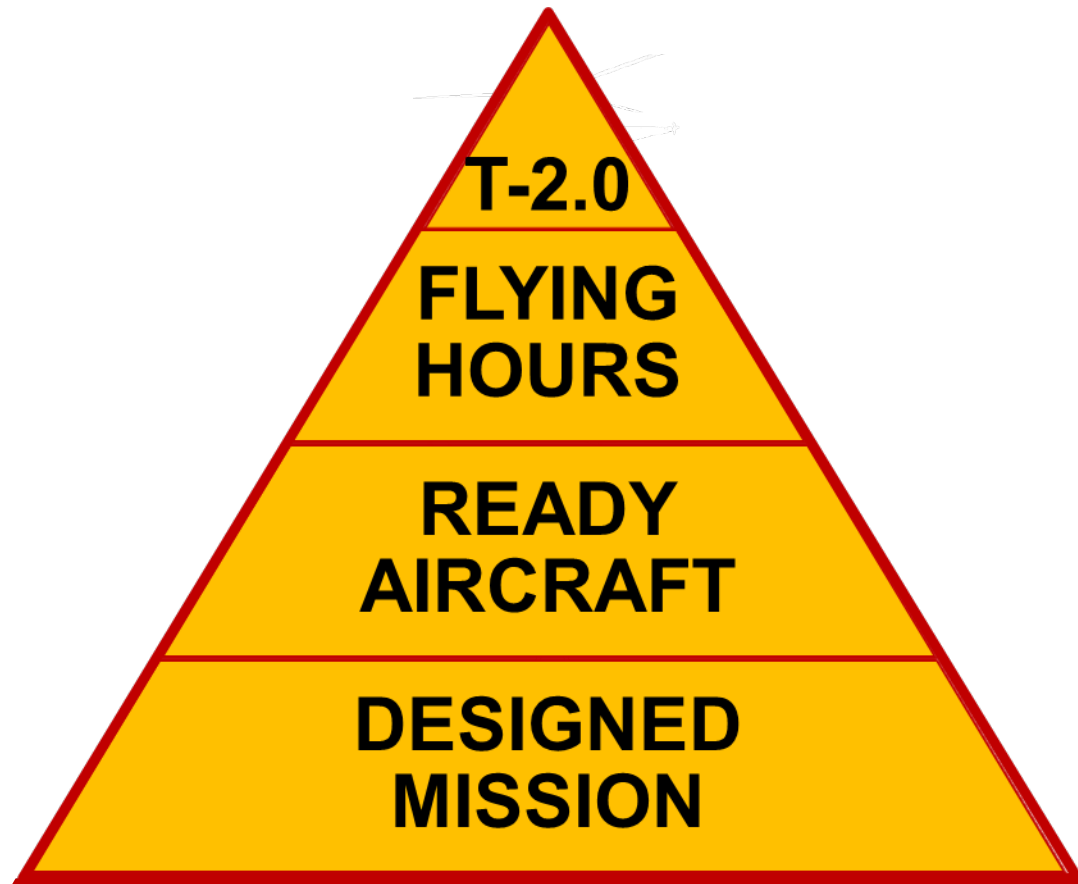 T-2.0
FLYING
HOURS
READY
AIRCRAFT
DESIGNED
MISSION